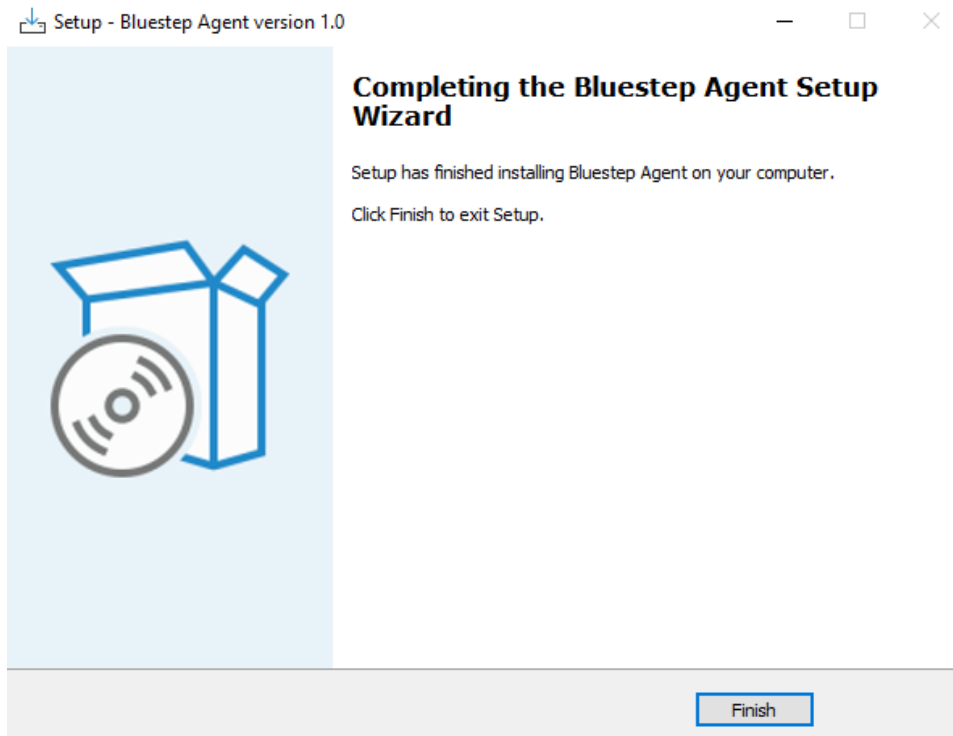 Setup - Bluestep Agent version 1.0
Completing the Bluestep Agent Setup
Wizard
Setup has finished installing Bluestep Agent on your computer.
Click Finish to exit Setup.
Finish